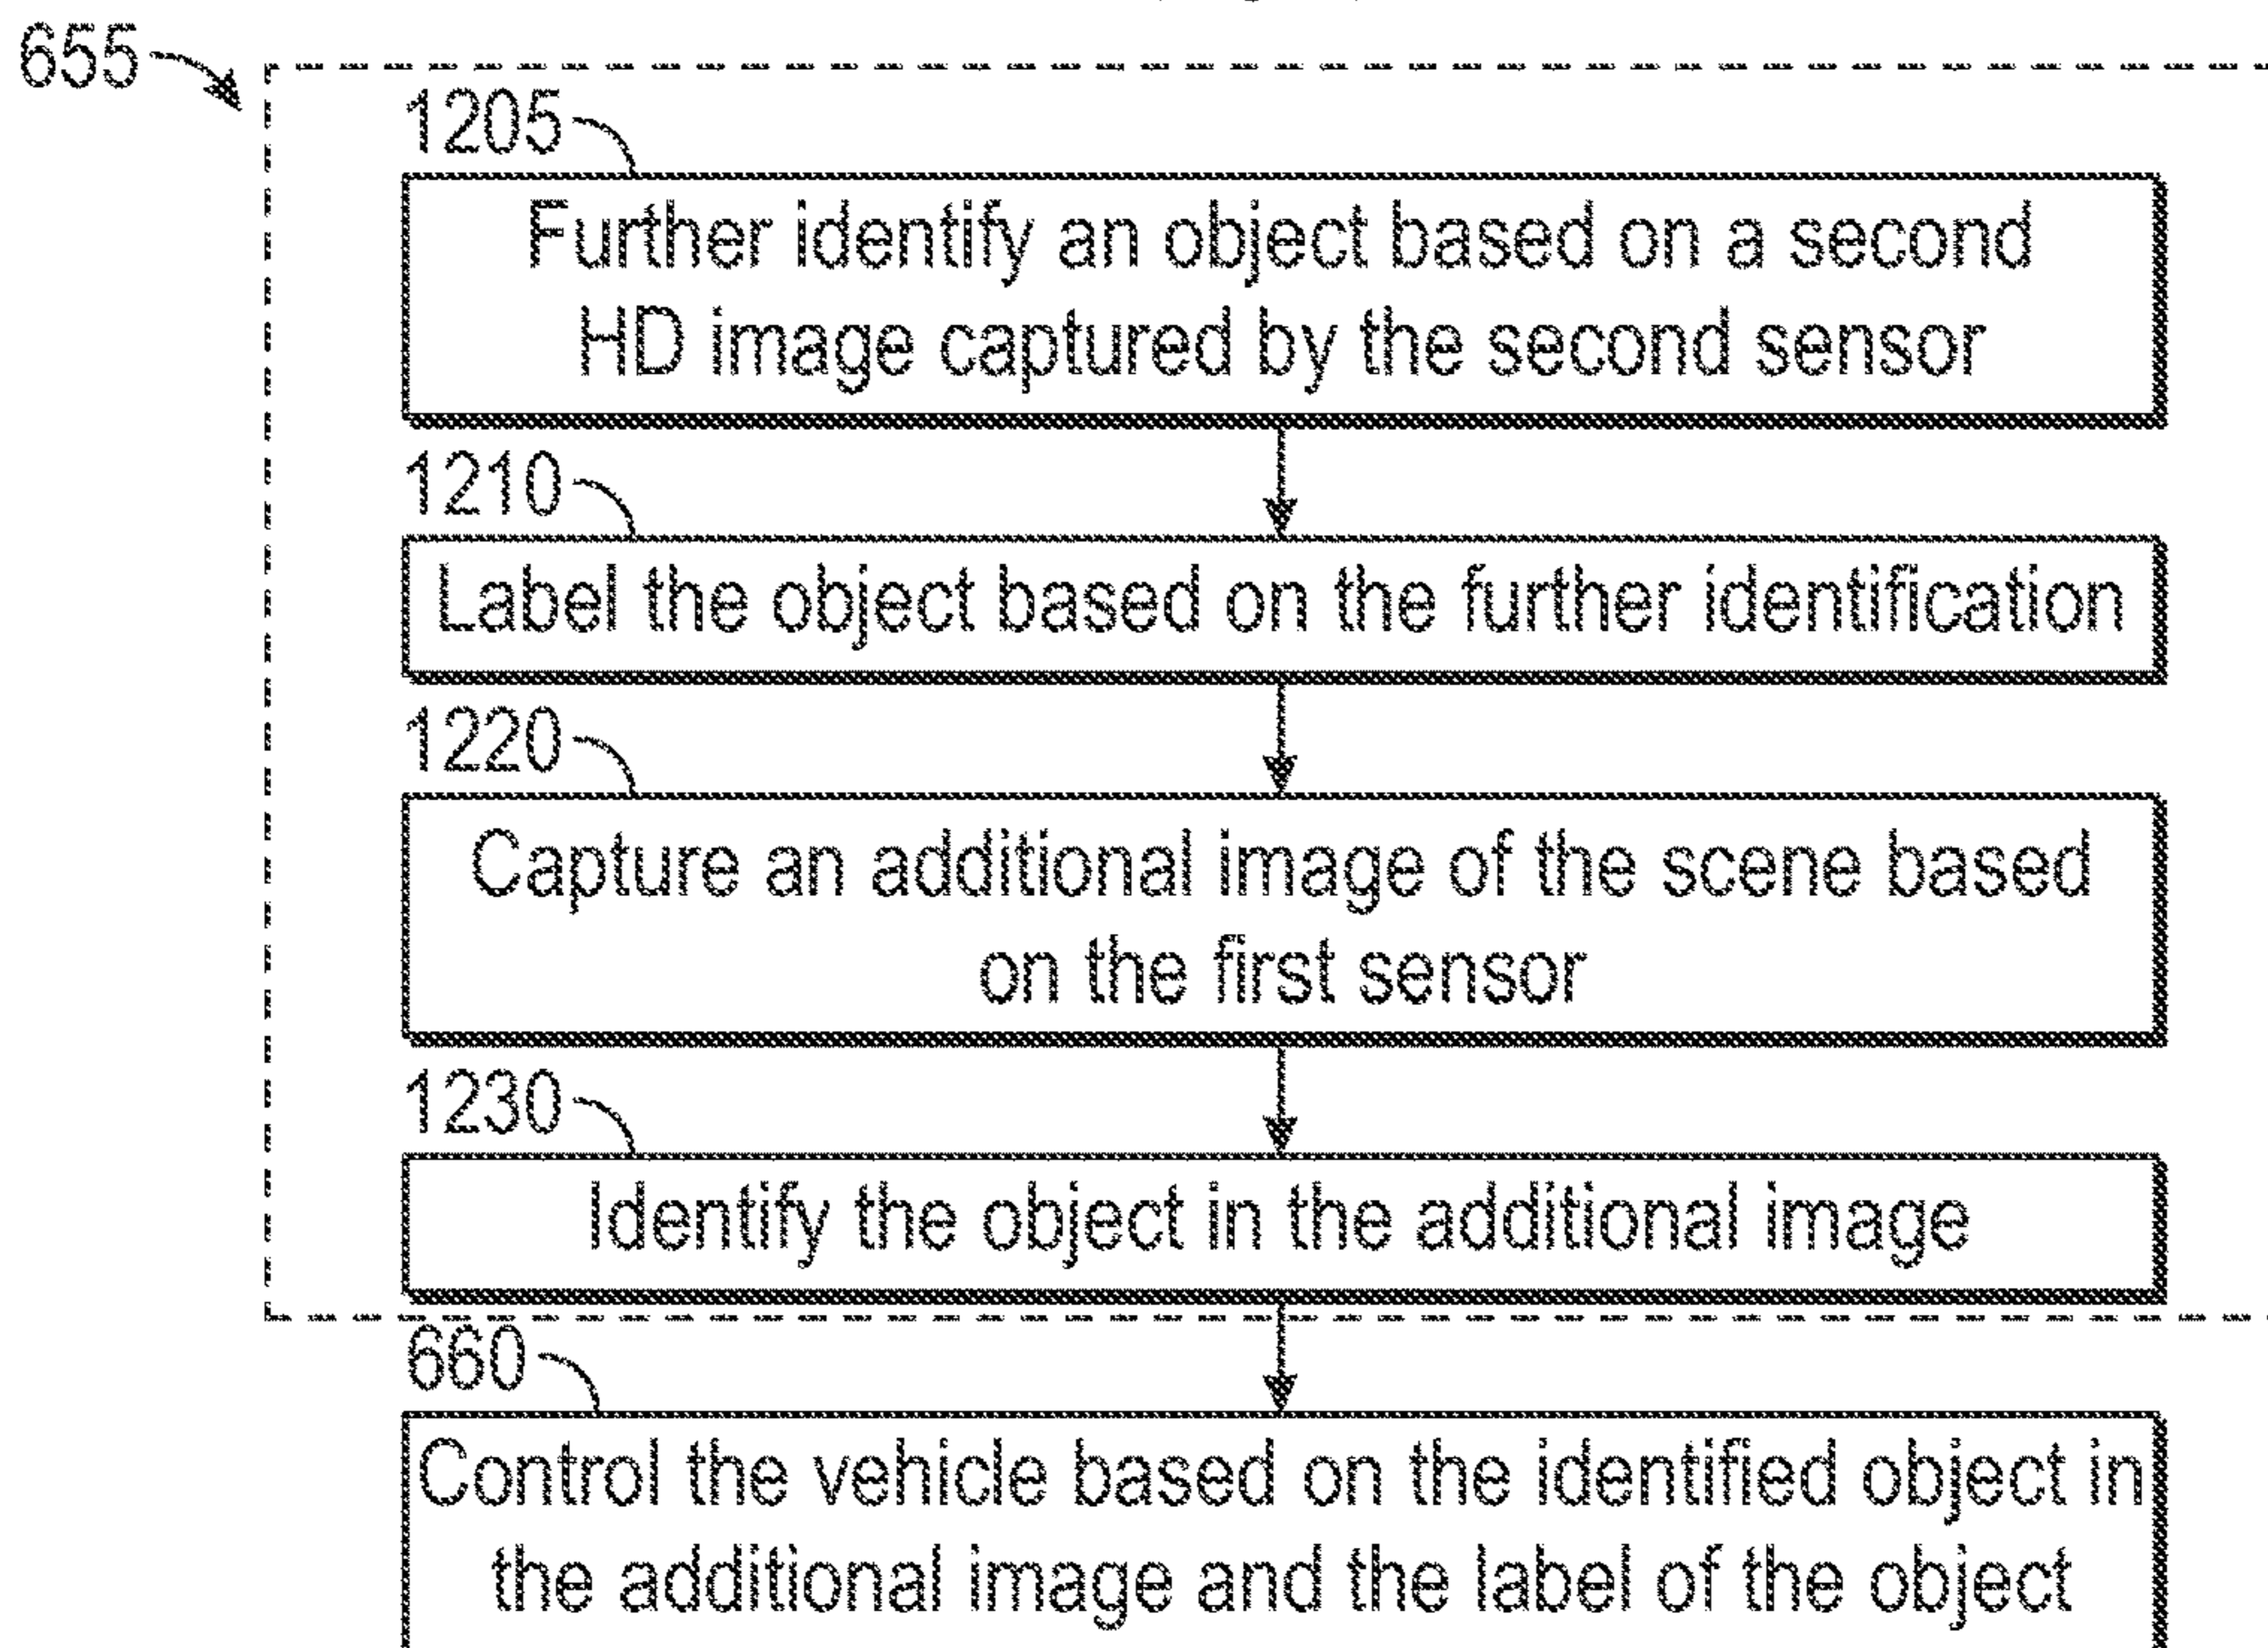 655
1205
Further identify an object based on a second
HD image captured by the second sensor
1210
Label the object based on the further identification
1220
Capture an additional image of the scene based
on the first sensor
1230
Identify the object in the additional image
660
Control the vehicle based on the identified object in
the additional image and the label of the object